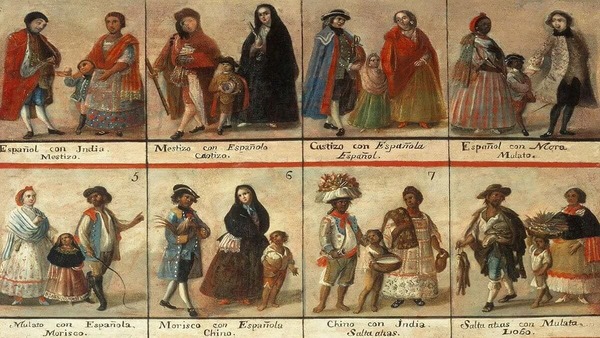 Español con India.
Mestizo.
Mestizo con Española
Castizo.
Castizo con Española
Español.
Español con Negra
Mulato.
5
6
7
Mulato con Española.
Morisco.
Morisco con Española
Chino.
Chino con India.
Salta atras.
Salta atras con Mulata.
Lobo.